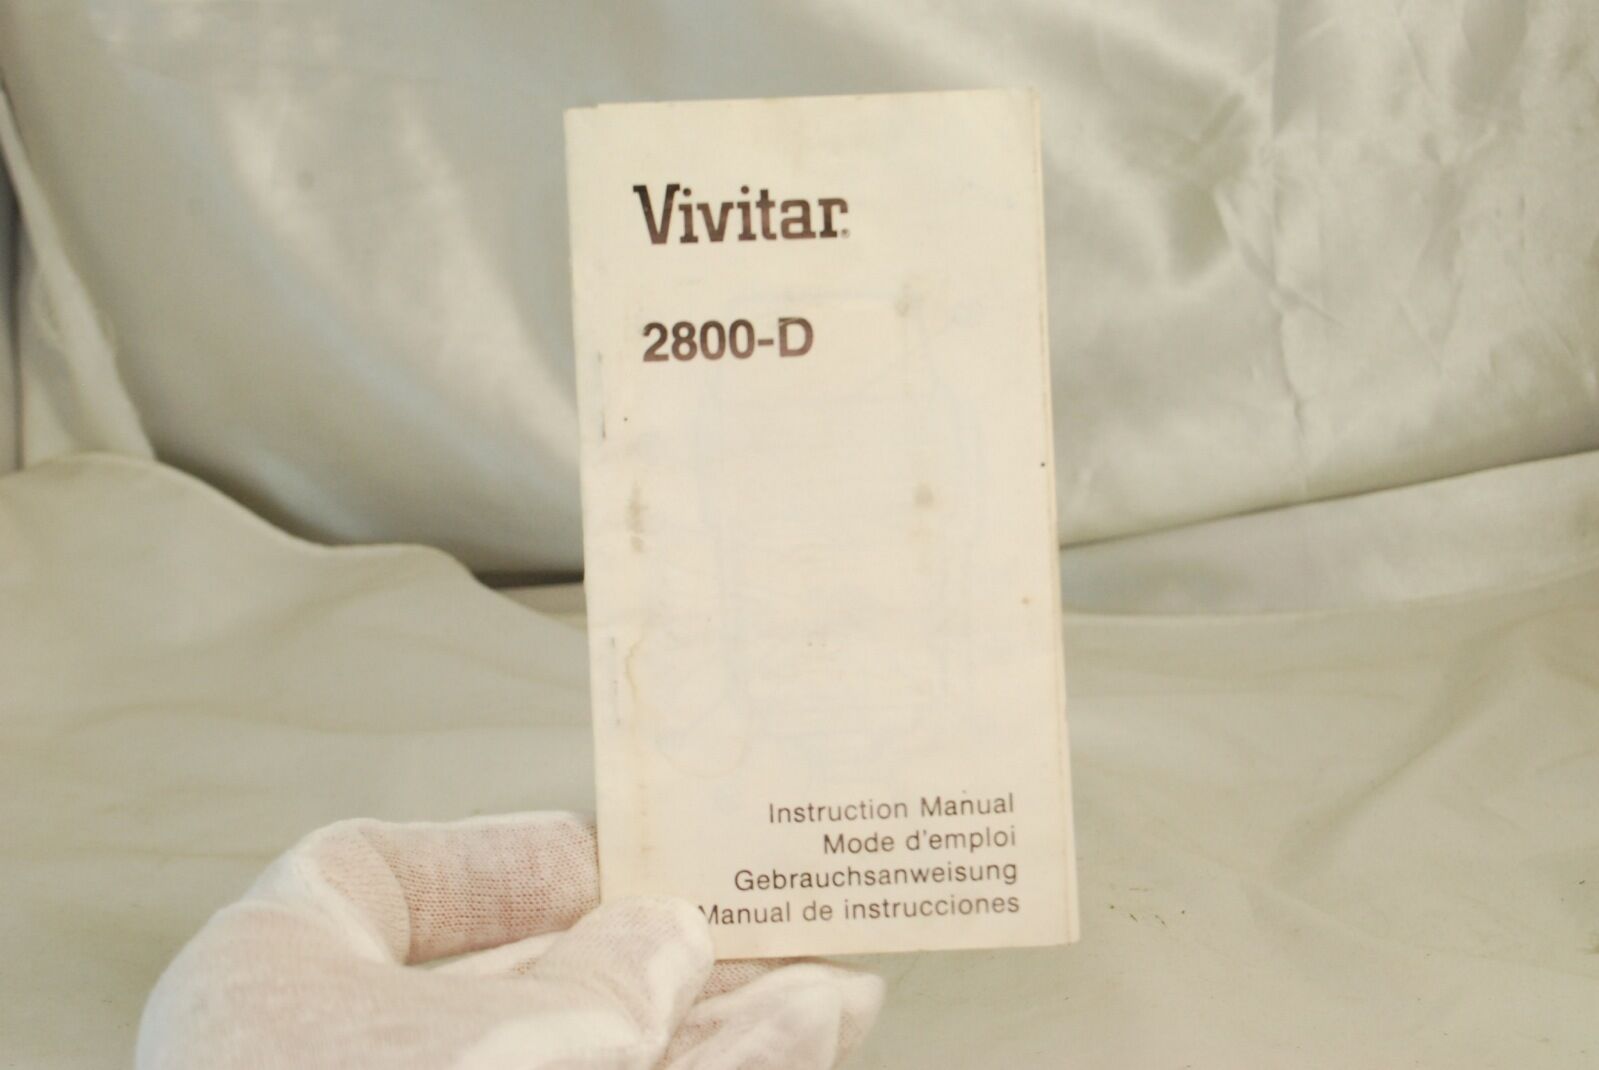 Vivitar®
2800-D
Instruction Manual
Mode d'emploi
Gebrauchsanweisung
Manual de instrucciones